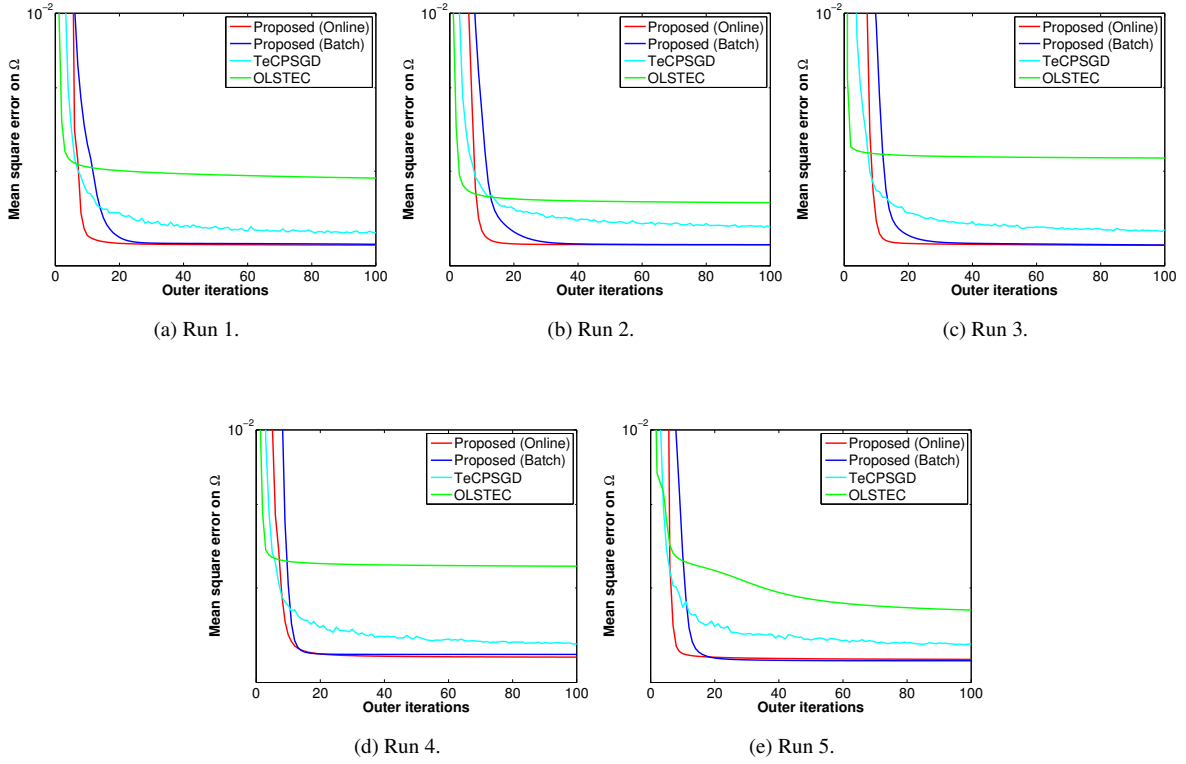 10⁻²
Mean square error on Ω
Proposed (Online)
Proposed (Batch)
TeCPSGD
OLSTEC
0 20 40 60 80 100
Outer iterations
(a) Run 1.
10⁻²
Mean square error on Ω
Proposed (Online)
Proposed (Batch)
TeCPSGD
OLSTEC
0 20 40 60 80 100
Outer iterations
(b) Run 2.
10⁻²
Mean square error on Ω
Proposed (Online)
Proposed (Batch)
TeCPSGD
OLSTEC
0 20 40 60 80 100
Outer iterations
(c) Run 3.
10⁻²
Mean square error on Ω
Proposed (Online)
Proposed (Batch)
TeCPSGD
OLSTEC
0 20 40 60 80 100
Outer iterations
(d) Run 4.
10⁻²
Mean square error on Ω
Proposed (Online)
Proposed (Batch)
TeCPSGD
OLSTEC
0 20 40 60 80 100
Outer iterations
(e) Run 5.